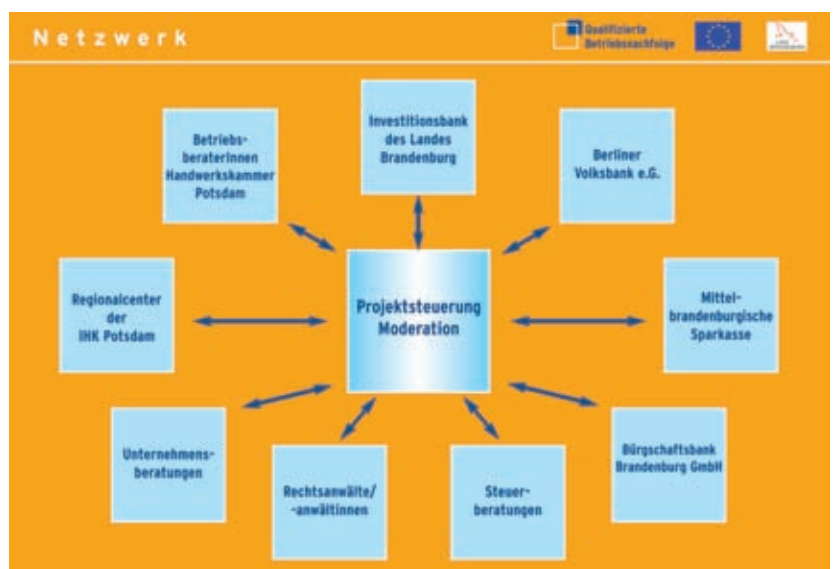 Netzwerk
Qualifizierte
Betriebsnachfolge
Investitionsbank
des Landes
Brandenburg
Betriebs-
beraterInnen
Handwerkskammer
Potsdam
Berliner
Volksbank e.G.
Regionalcenter
der
IHK Potsdam
Projektsteuerung
Moderation
Mittel-
brandenburgische
Sparkasse
Unternehmens-
beratungen
Rechtsanwälte/
-anwältinnen
Steuer-
beratungen
Bürgschaftsbank
Brandenburg GmbH